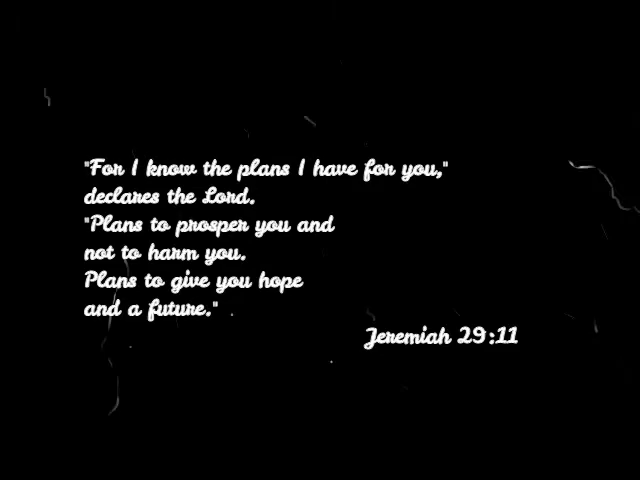 "For I know the plans I have for you,"
declares the Lord.
"Plans to prosper you and
not to harm you.
Plans to give you hope
and a future."
Jeremiah 29:11